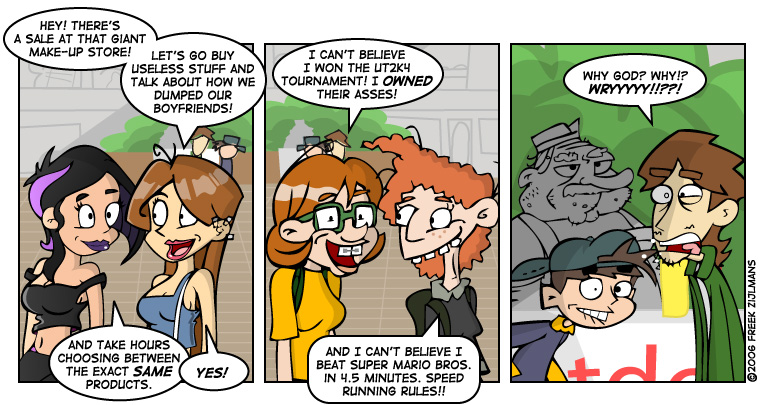 HEY! THERE'S
A SALE AT THAT GIANT
MAKE-UP STORE!
LET'S GO BUY
USELESS STUFF AND
TALK ABOUT HOW WE
DUMPED OUR
BOYFRIENDS!
AND TAKE HOURS
CHOOSING BETWEEN
THE EXACT SAME
PRODUCTS.
YES!
I CAN'T BELIEVE
I WON THE UT2K4
TOURNAMENT! I OWNED
THEIR ASSES!
AND I CAN'T BELIEVE I
BEAT SUPER MARIO BROS.
IN 4.5 MINUTES. SPEED
RUNNING RULES!!
WHY GOD? WHY!?
WRYYYYY!!??!
tdo
©2006 FREEK ZIJLMANS